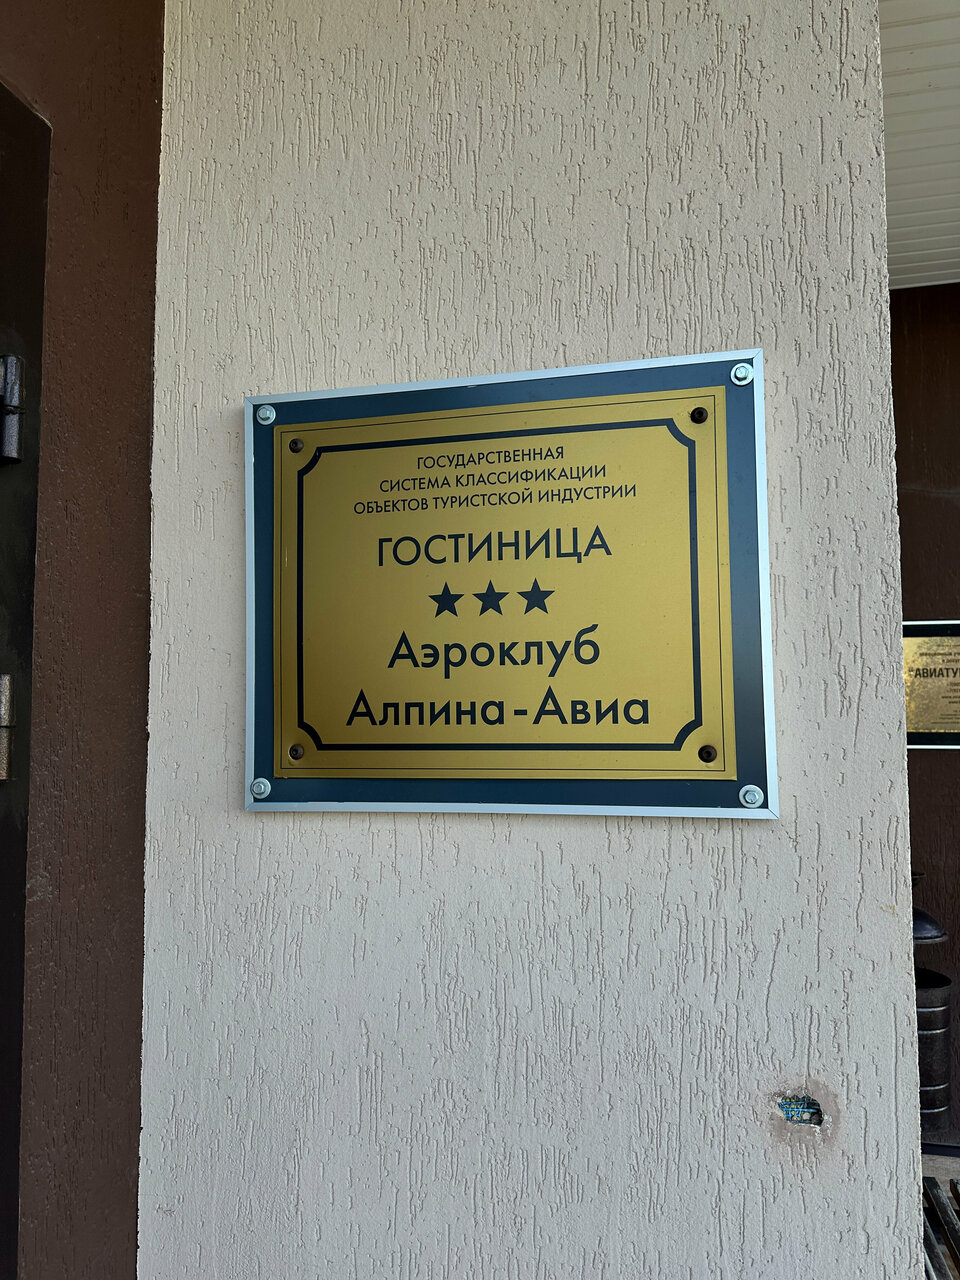 ГОСУДАРСТВЕННАЯ
СИСТЕМА КЛАССИФИКАЦИИ
ОБЪЕКТОВ ТУРИСТСКОЙ ИНДУСТРИИ
ГОСТИНИЦА
★★★
Аэроклуб
Алпина-Авиа